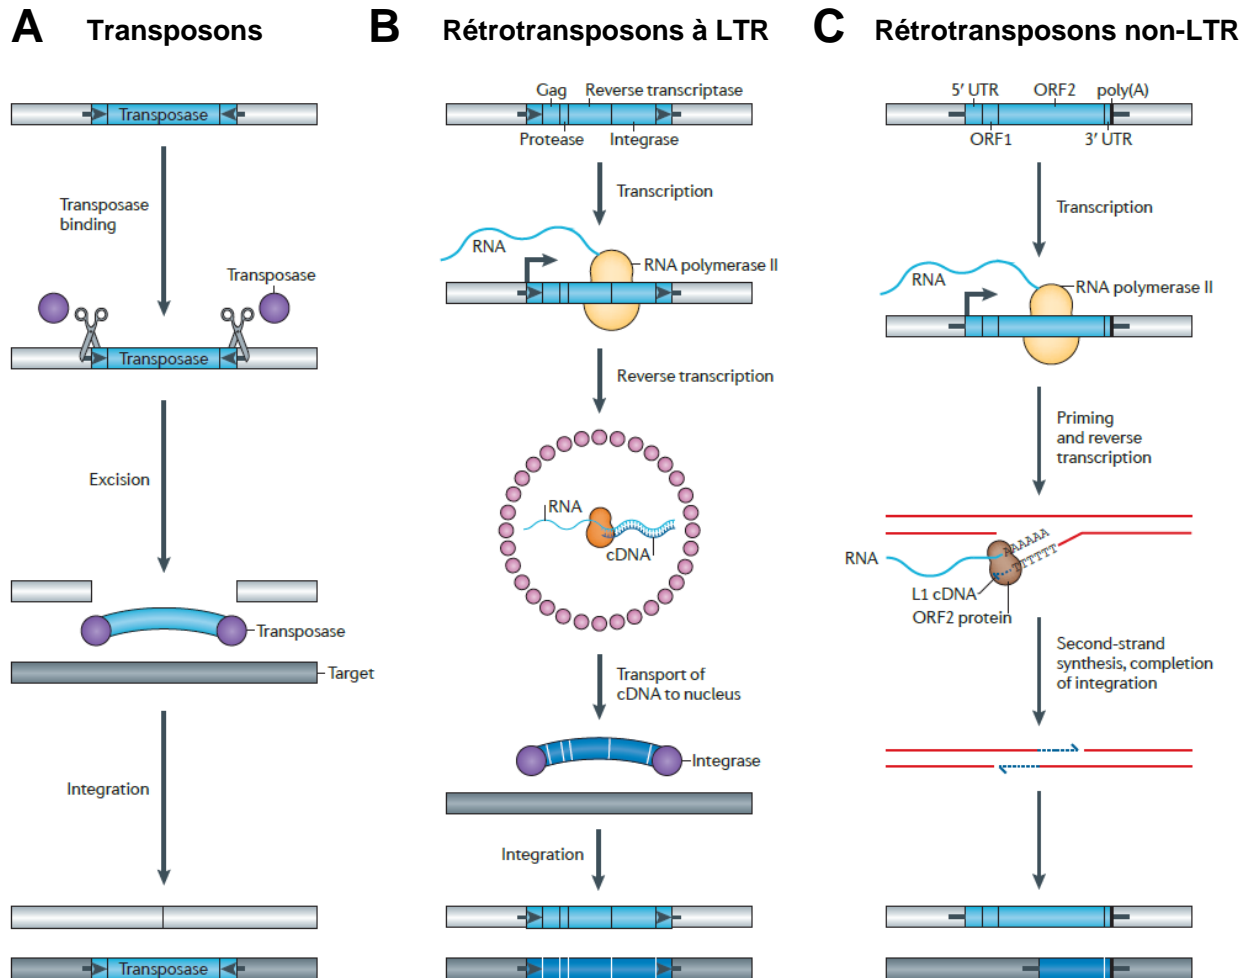 A Transposons
Transposase
Transposase
binding
Transposase
Transposase
Excision
Transposase
Target
Integration
Transposase
B Rétrotransposons à LTR
Gag Reverse transcriptase
Protease Integrase
Transcription
RNA
RNA polymerase II
Reverse transcription
RNA
cDNA
Transport of
cDNA to nucleus
Integrase
Integration
C Rétrotransposons non-LTR
5′ UTR ORF2 poly(A)
ORF1 3′ UTR
Transcription
RNA
RNA polymerase II
Priming
and reverse
transcription
AAAAAA
RNA
TTTTTT
L1 cDNA
ORF2 protein
Second-strand
synthesis, completion
of integration